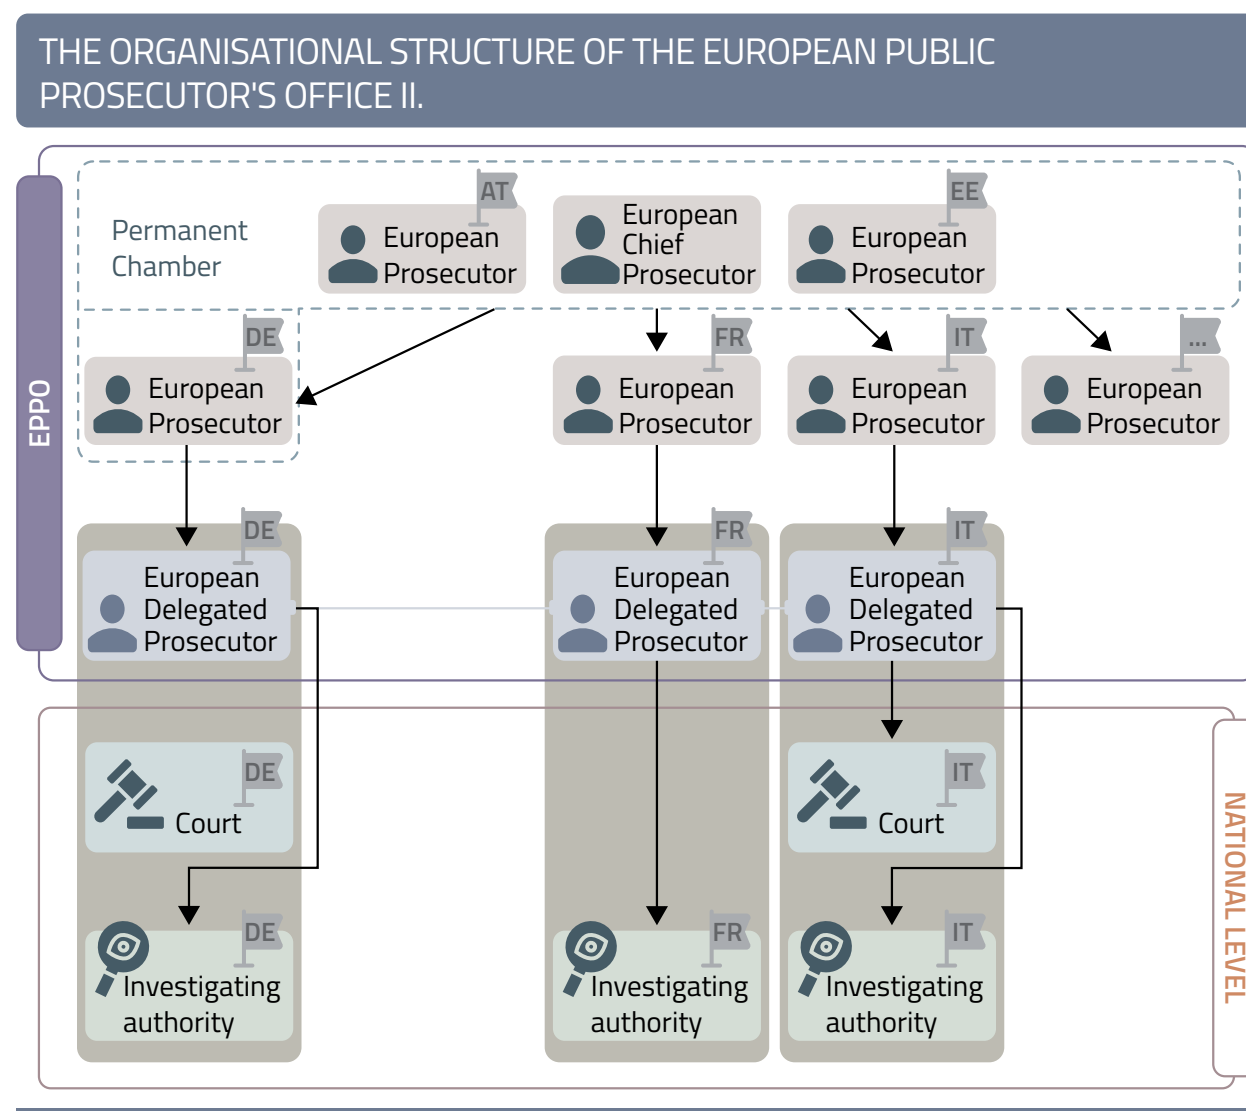 THE ORGANISATIONAL STRUCTURE OF THE EUROPEAN PUBLIC
PROSECUTOR'S OFFICE II.
EPPO
Permanent
Chamber
AT
European
Prosecutor
European
Chief
Prosecutor
EE
European
Prosecutor
DE
European
Prosecutor
FR
European
Prosecutor
IT
European
Prosecutor
...
European
Prosecutor
DE
European
Delegated
Prosecutor
FR
European
Delegated
Prosecutor
IT
European
Delegated
Prosecutor
NATIONAL LEVEL
DE
Court
IT
Court
DE
Investigating
authority
FR
Investigating
authority
IT
Investigating
authority